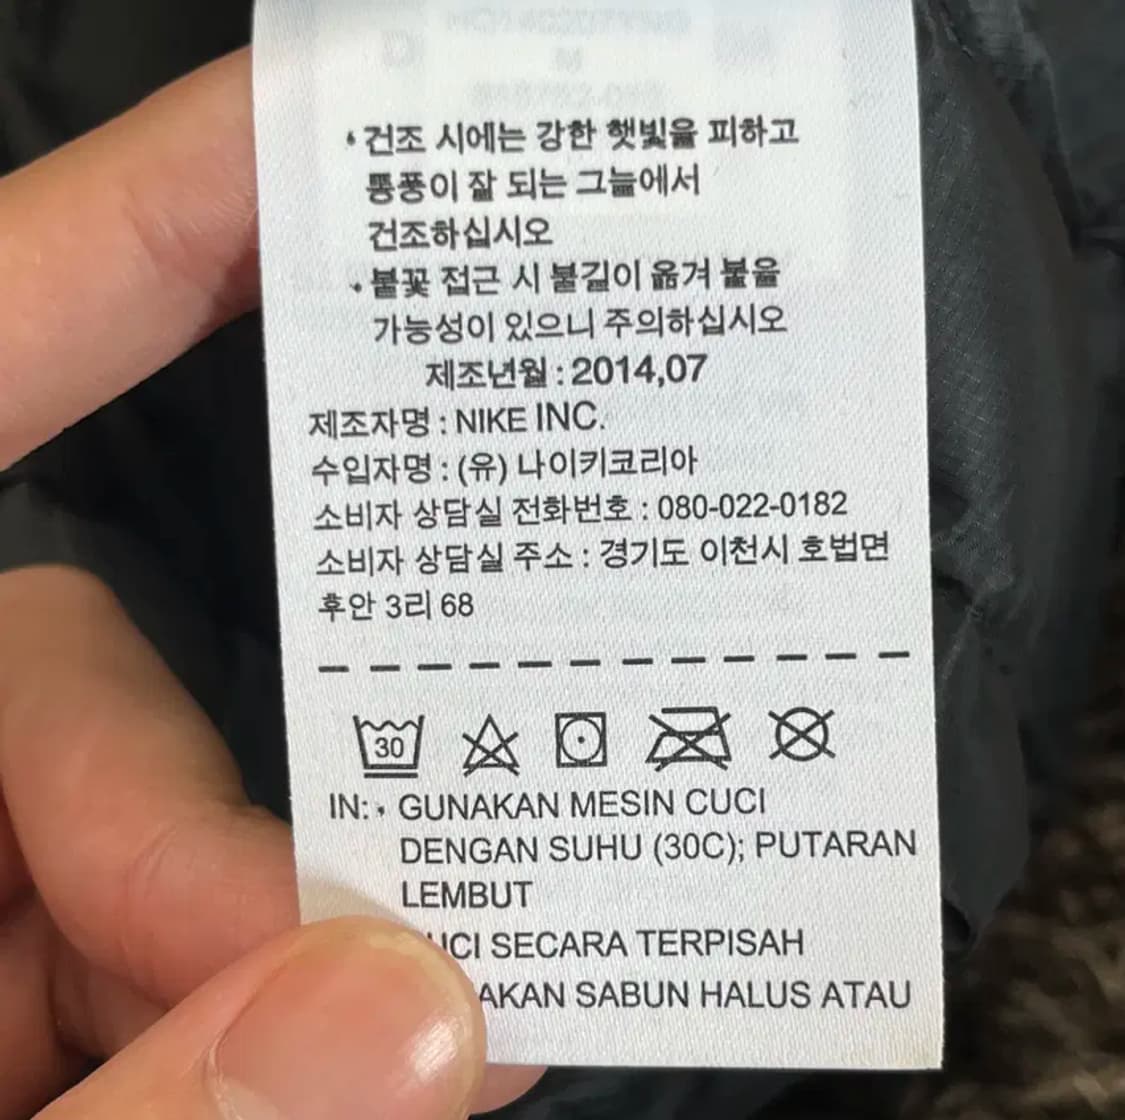 건조 시에는 강한 햇빛을 피하고
통풍이 잘 되는 그늘에서
건조하십시오
불꽃 접근 시 불길이 옮겨 붙을
가능성이 있으니 주의하십시오
제조년월 : 2014,07
제조자명 : NIKE INC.
수입자명 : (유) 나이키코리아
소비자 상담실 전화번호 : 080-022-0182
소비자 상담실 주소 : 경기도 이천시 호법면
후안 3리 68
30
IN: GUNAKAN MESIN CUCI
DENGAN SUHU (30C); PUTARAN
LEMBUT
UCI SECARA TERPISAH
AKAN SABUN HALUS ATAU